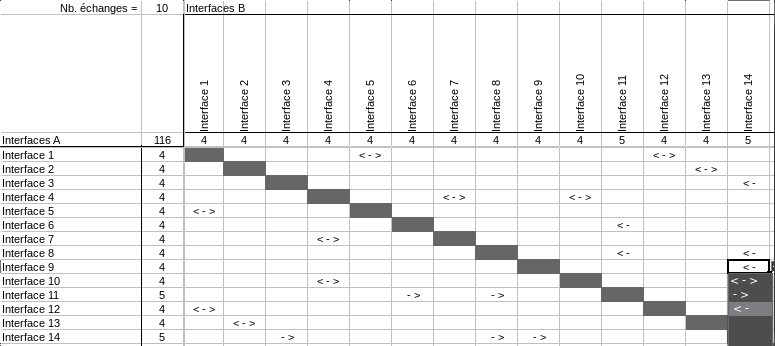 Nb. échanges = 10 Interfaces B
Interface 1 Interface 2 Interface 3 Interface 4 Interface 5 Interface 6 Interface 7 Interface 8 Interface 9 Interface 10 Interface 11 Interface 12 Interface 13 Interface 14
Interfaces A 116 4 4 4 4 4 4 4 4 4 4 5 4 4 5
Interface 1 4 < - > < - >
Interface 2 4 < - >
Interface 3 4 < -
Interface 4 4 < - > < - >
Interface 5 4 < - >
Interface 6 4 < -
Interface 7 4 < - >
Interface 8 4 < - < -
Interface 9 4 < -
Interface 10 4 < - > < - >
Interface 11 5 - > - > - >
Interface 12 4 < - > < -
Interface 13 4 < - >
Interface 14 5 - > - > - >